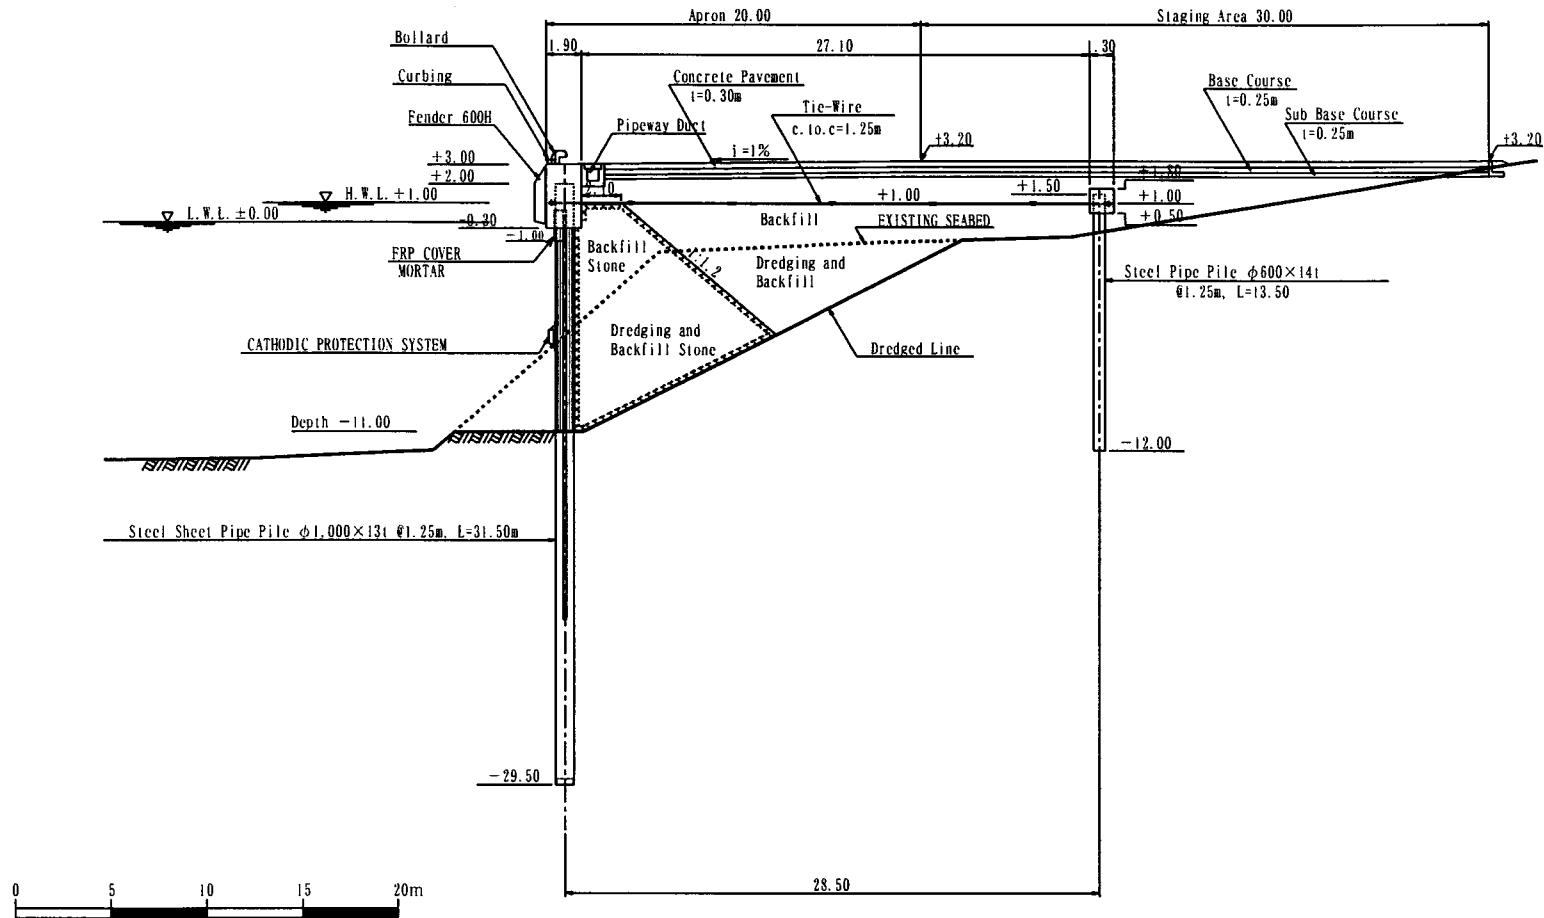 Apron 20.00
Staging Area 30.00
Bollard
1.90
27.10
1.30
Curbing
Concrete Pavement
t=0.30m
Base Course
t=0.25m
Fender 600H
Tie-Wire
c.to.c=1.25m
Sub Base Course
t=0.25m
Pipeway Duct
+3.20
+3.20
i=1%
+3.00
+2.00
H.W.L. +1.00
+1.00
+1.50
+1.80
+1.00
L.W.L. ±0.00
-0.30
Backfill
EXISTING SEABED
+0.50
-1.00
FRP COVER
MORTAR
Backfill
Stone
1:1.2
Dredging and
Backfill
Steel Pipe Pile φ600×14t
@1.25m, L=13.50
CATHODIC PROTECTION SYSTEM
Dredging and
Backfill Stone
Dredged Line
Depth -11.00
-12.00
Steel Sheet Pipe Pile φ1,000×13t @1.25m, L=31.50m
-29.50
28.50
0 5 10 15 20m